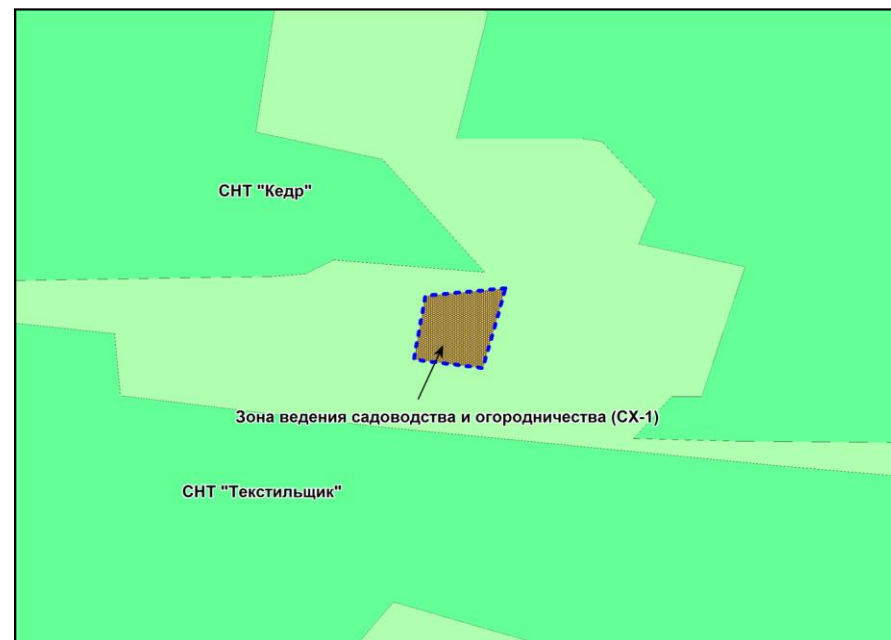 СНТ "Кедр"
Зона ведения садоводства и огородничества (СХ-1)
СНТ "Текстильщик"